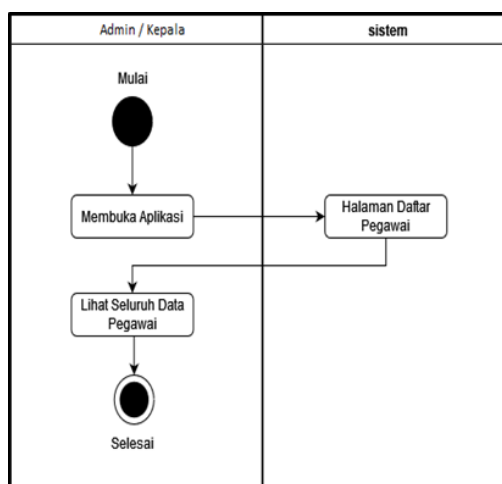 Admin / Kepala
sistem
Mulai
Membuka Aplikasi
Halaman Daftar
Pegawai
Lihat Seluruh Data
Pegawai
Selesai